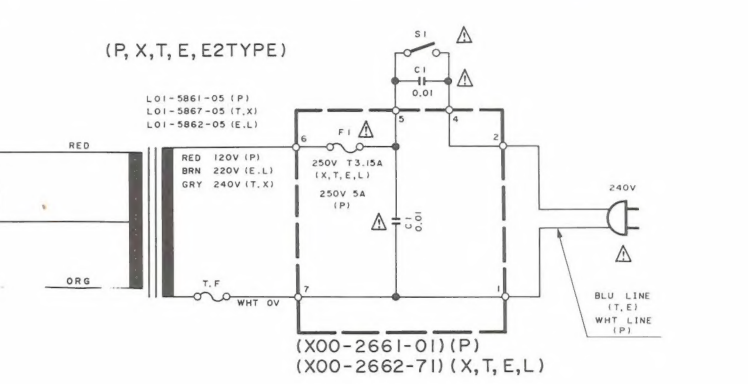 (P, X, T, E, E2TYPE)
S1
C1
0.01
L01-5861-05 (P)
L01-5867-05 (T,X)
L01-5862-05 (E,L)
5
4
RED
6
F1
2
RED 120V (P)
BRN 220V (E.L)
GRY 240V (T.X)
250V T3.15A
(X,T,E,L)
250V 5A
(P)
240V
C1
0.01
ORG
T.F
7
1
WHT 0V
BLU LINE
(T,E)
WHT LINE
(P)
(X00-2661-01) (P)
(X00-2662-71) (X,T,E,L)